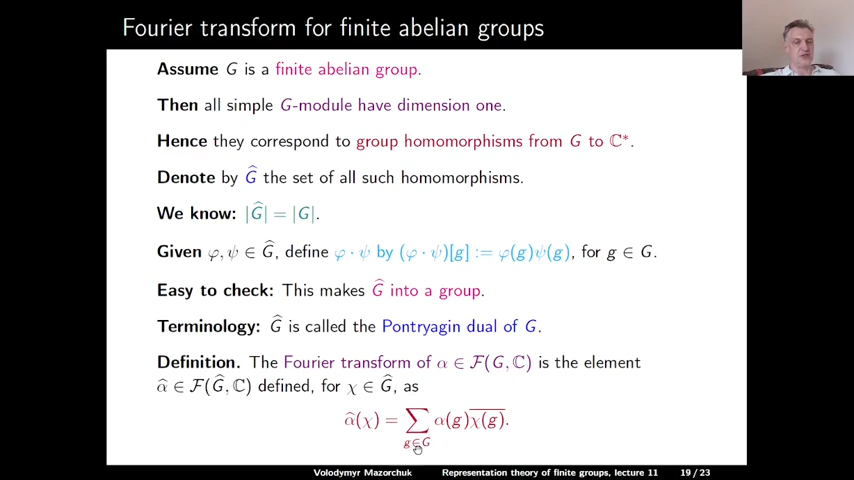 Fourier transform for finite abelian groups
Assume G is a finite abelian group.
Then all simple G-module have dimension one.
Hence they correspond to group homomorphisms from G to ℂ*.
Denote by Ĝ the set of all such homomorphisms.
We know: |Ĝ| = |G|.
Given φ, ψ ∈ Ĝ, define φ · ψ by (φ · ψ)[g] := φ(g)ψ(g), for g ∈ G.
Easy to check: This makes Ĝ into a group.
Terminology: Ĝ is called the Pontryagin dual of G.
Definition. The Fourier transform of α ∈ ℱ(G, ℂ) is the element
α̂ ∈ ℱ(Ĝ, ℂ) defined, for χ ∈ Ĝ, as
α̂(χ) = ∑_{g∈G} α(g)\overline{χ(g)}.
Volodymyr Mazorchuk Representation theory of finite groups, lecture 11 19 / 23